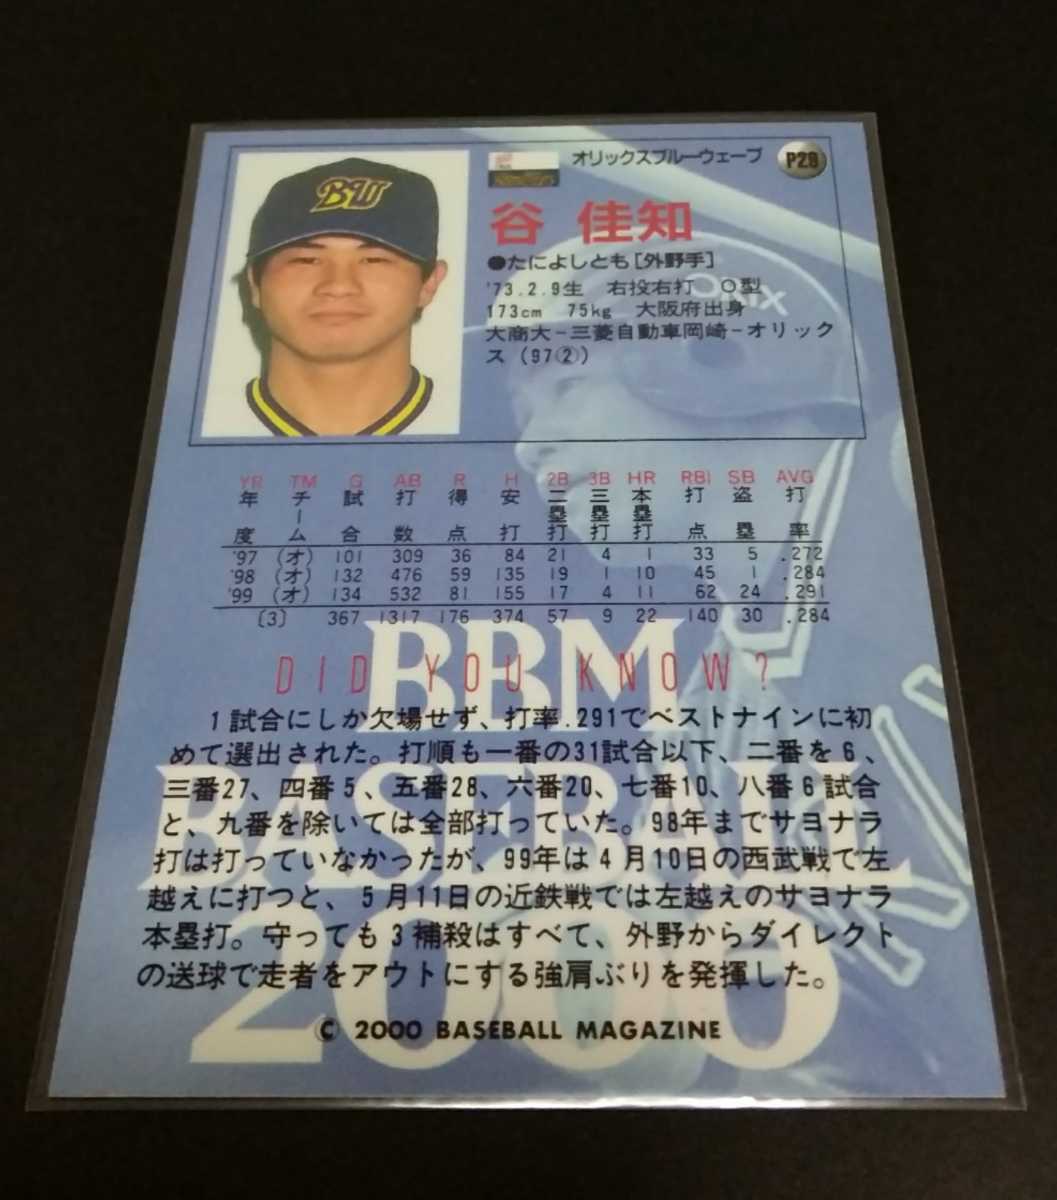 BW
オリックスブルーウェーブ
P29
谷 佳知
●たによしとも[外野手]
'73.2.9生 右投右打 O型
173cm 75kg 大阪府出身
大商大−三菱自動車岡崎−オリック
ス（97②）
YR TM G AB R H 2B 3B HR RBI SB AVG
年度 チーム 試合 打数 得点 安打 二塁打 三塁打 本塁打 打点 盗塁 打率
'97 (オ) 101 309 36 84 21 4 1 33 5 .272
'98 (オ) 132 476 59 135 19 1 10 45 1 .284
'99 (オ) 134 532 81 155 17 4 11 62 24 .291
〔3〕 367 1317 176 374 57 9 22 140 30 .284
BBM
DID YOU KNOW?
BASEBALL
2000
1試合にしか欠場せず、打率.291でベストナインに初
めて選出された。打順も一番の31試合以下、二番を6、
三番27、四番5、五番28、六番20、七番10、八番6試合
と、九番を除いては全部打っていた。98年までサヨナラ
打は打っていなかったが、99年は4月10日の西武戦で左
越えに打つと、5月11日の近鉄戦では左越えのサヨナラ
本塁打。守っても3補殺はすべて、外野からダイレクト
の送球で走者をアウトにする強肩ぶりを発揮した。
© 2000 BASEBALL MAGAZINE